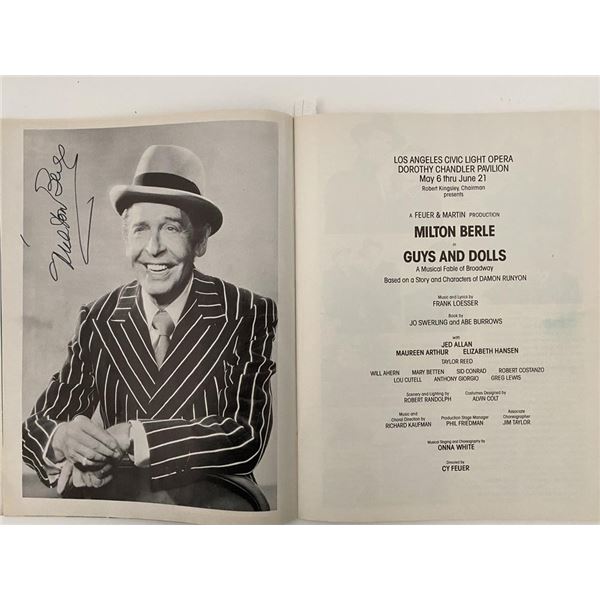 Milton Berle
LOS ANGELES CIVIC LIGHT OPERA
DOROTHY CHANDLER PAVILION
May 6 thru June 21
Robert Kingsley, Chairman
presents
A FEUER & MARTIN PRODUCTION
MILTON BERLE
in
GUYS AND DOLLS
A Musical Fable of Broadway
Based on a Story and Characters of DAMON RUNYON
Music and Lyrics by
FRANK LOESSER
Book by
JO SWERLING and ABE BURROWS
with
JED ALLAN
MAUREEN ARTHUR ELIZABETH HANSEN
TAYLOR REED
WILL AHERN MARY BETTEN SID CONRAD ROBERT COSTANZO
LOU CUTELL ANTHONY GIORGIO GREG LEWIS
Scenery and Lighting by Costumes Designed by
ROBERT RANDOLPH ALVIN COLT
Music and Associate
Choral Direction by Production Stage Manager Choreographer
RICHARD KAUFMAN PHIL FRIEDMAN JIM TAYLOR
Musical Staging and Choreography by
ONNA WHITE
Directed by
CY FEUER